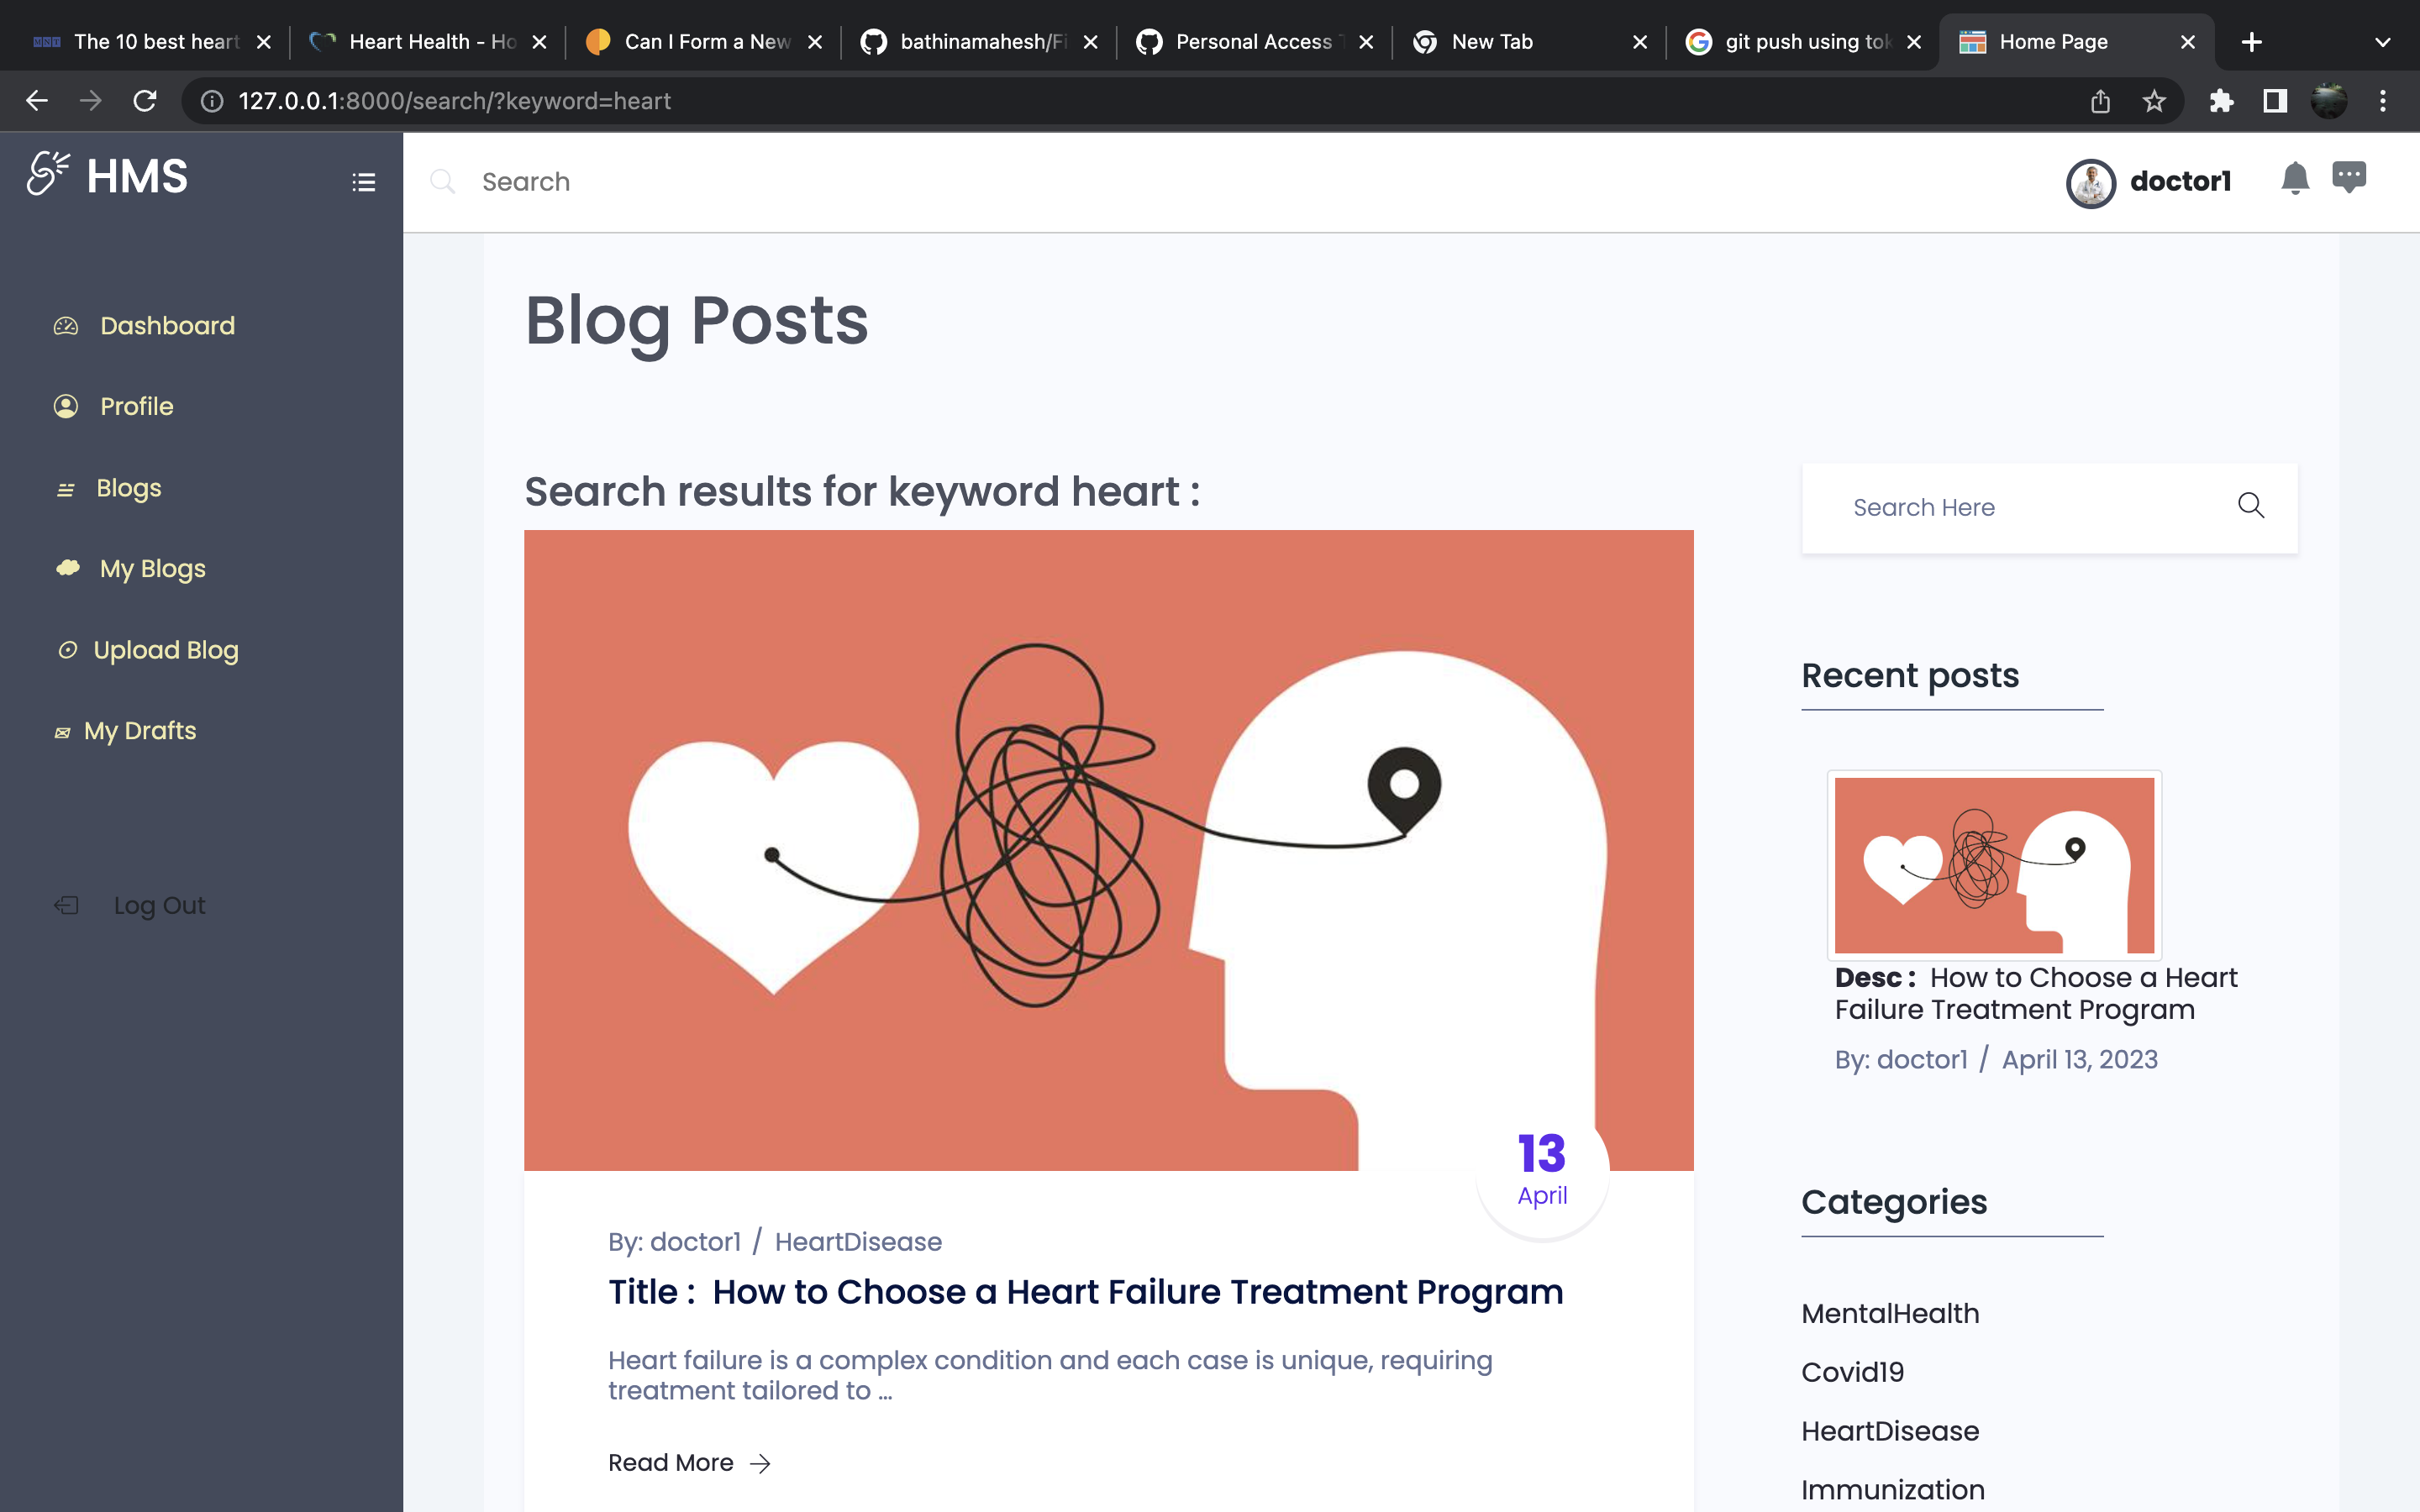 The 10 best heart
Heart Health - Ho
Can I Form a New
bathinamahesh/Fi
Personal Access T
New Tab
git push using tok
Home Page
127.0.0.1:8000/search/?keyword=heart
HMS
Search
doctor1
Dashboard
Profile
Blogs
My Blogs
Upload Blog
My Drafts
Log Out
Blog Posts
Search results for keyword heart :
13
April
By: doctor1 / HeartDisease
Title : How to Choose a Heart Failure Treatment Program
Heart failure is a complex condition and each case is unique, requiring
treatment tailored to ...
Read More
Search Here
Recent posts
Desc : How to Choose a Heart
Failure Treatment Program
By: doctor1 / April 13, 2023
Categories
MentalHealth
Covid19
HeartDisease
Immunization